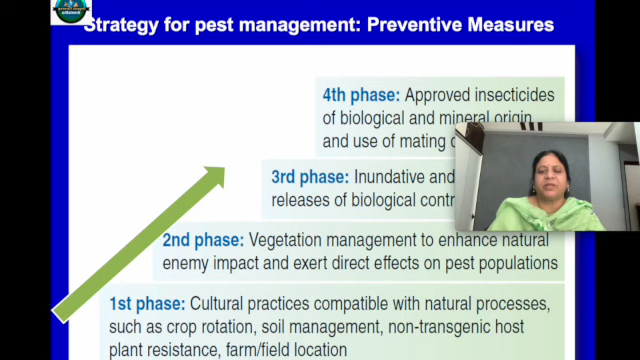 Strategy for pest management: Preventive Measures
4th phase: Approved insecticides
of biological and mineral origin
and use of mating
3rd phase: Inundative and
releases of biological
2nd phase: Vegetation management to enhance natural
enemy impact and exert direct effects on pest populations
1st phase: Cultural practices compatible with natural processes,
such as crop rotation, soil management, non-transgenic host
plant resistance, farm/field location